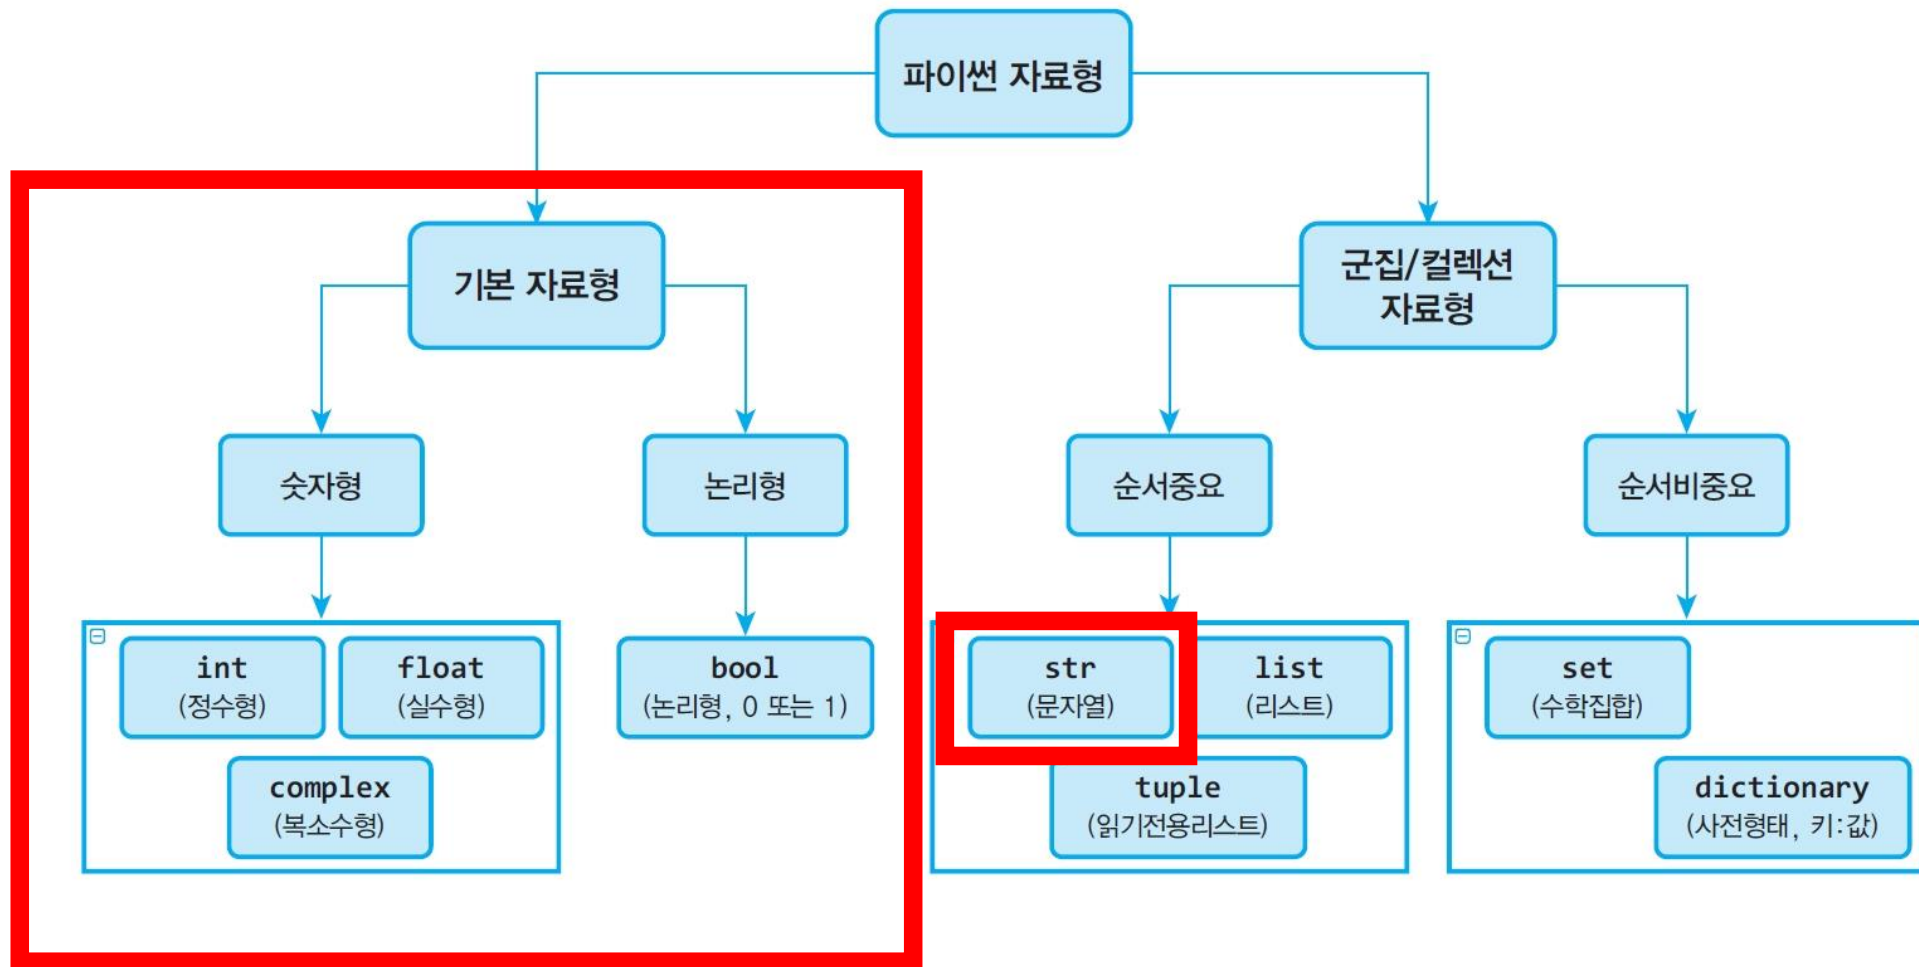 파이썬 자료형
기본 자료형
군집/컬렉션
자료형
숫자형
논리형
순서중요
순서비중요
int
(정수형)
float
(실수형)
complex
(복소수형)
bool
(논리형, 0 또는 1)
str
(문자열)
list
(리스트)
tuple
(읽기전용리스트)
set
(수학집합)
dictionary
(사전형태, 키:값)